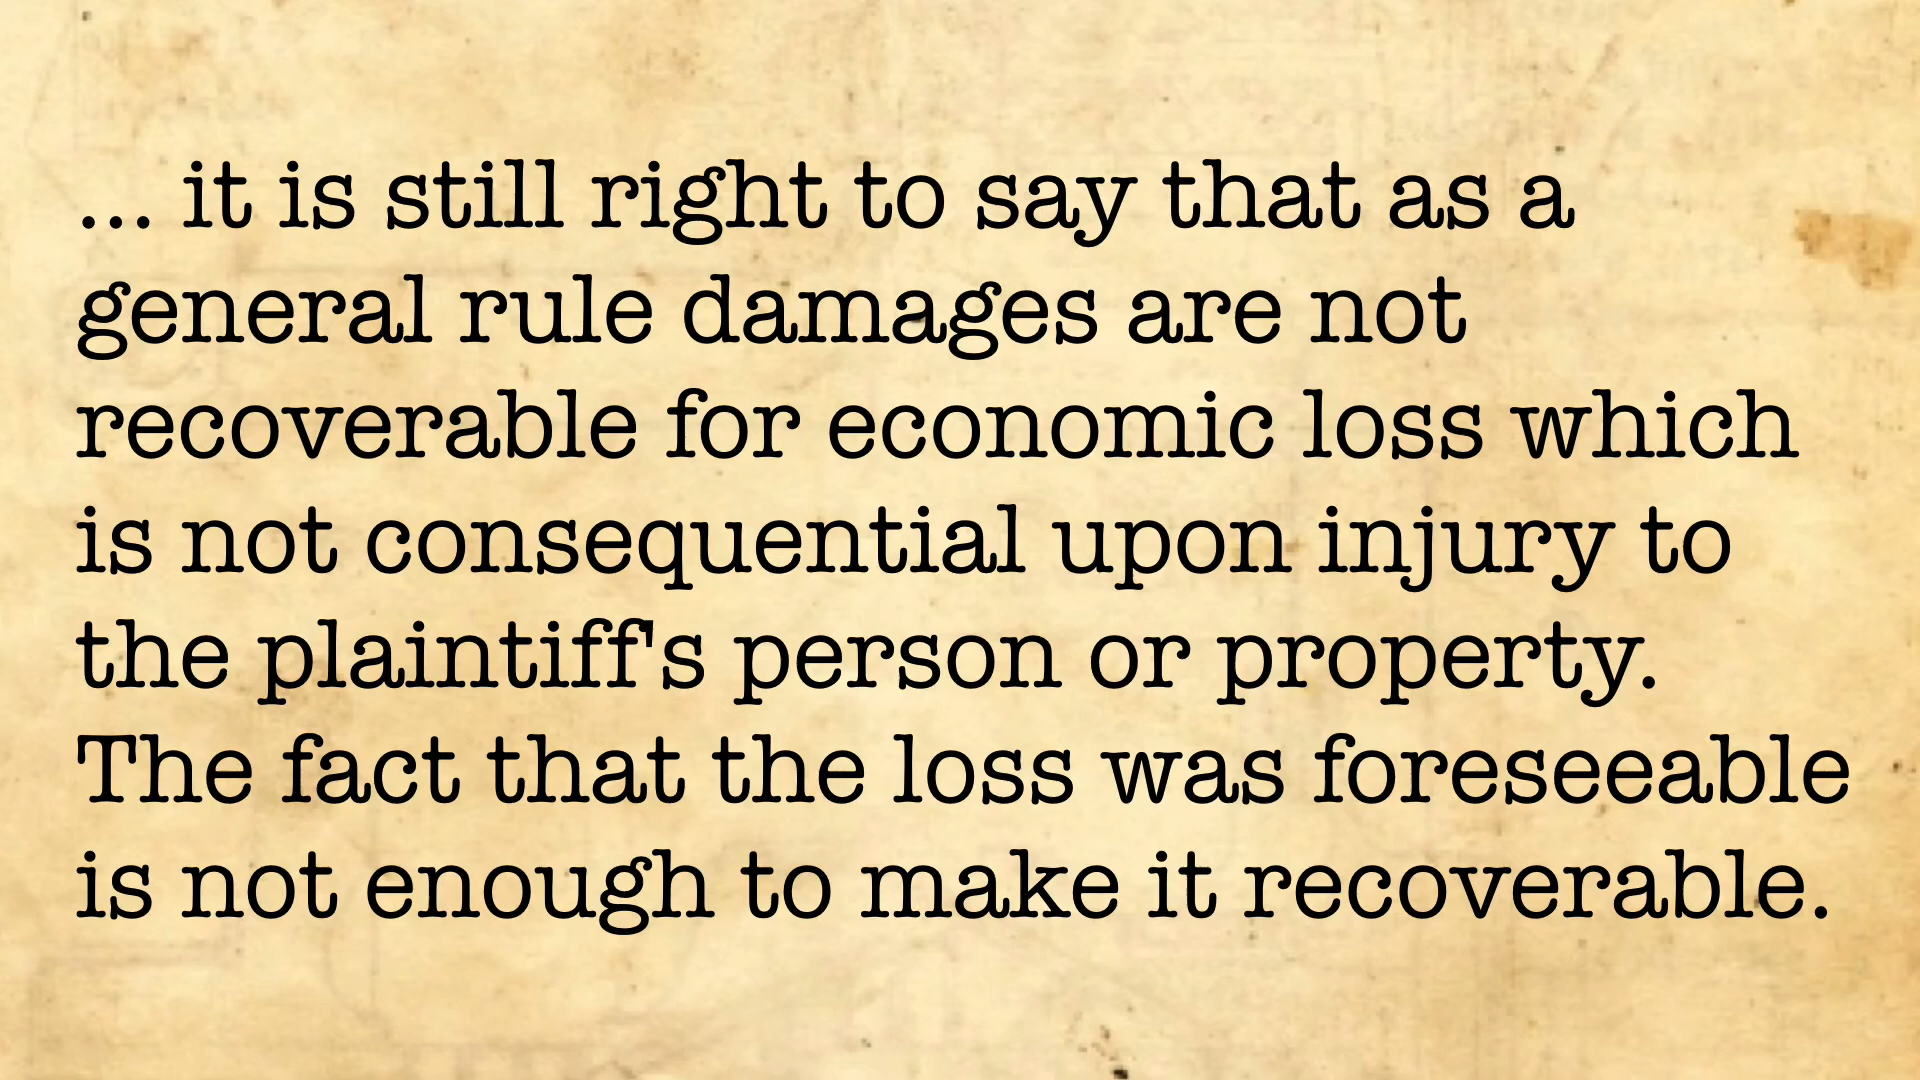 ... it is still right to say that as a
general rule damages are not
recoverable for economic loss which
is not consequential upon injury to
the plaintiff's person or property.
The fact that the loss was foreseeable
is not enough to make it recoverable.